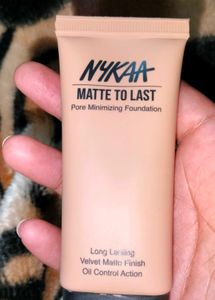 NYKAA
MATTE TO LAST
Pore Minimizing Foundation
Long Lasting
Velvet Matte Finish
Oil Control Action